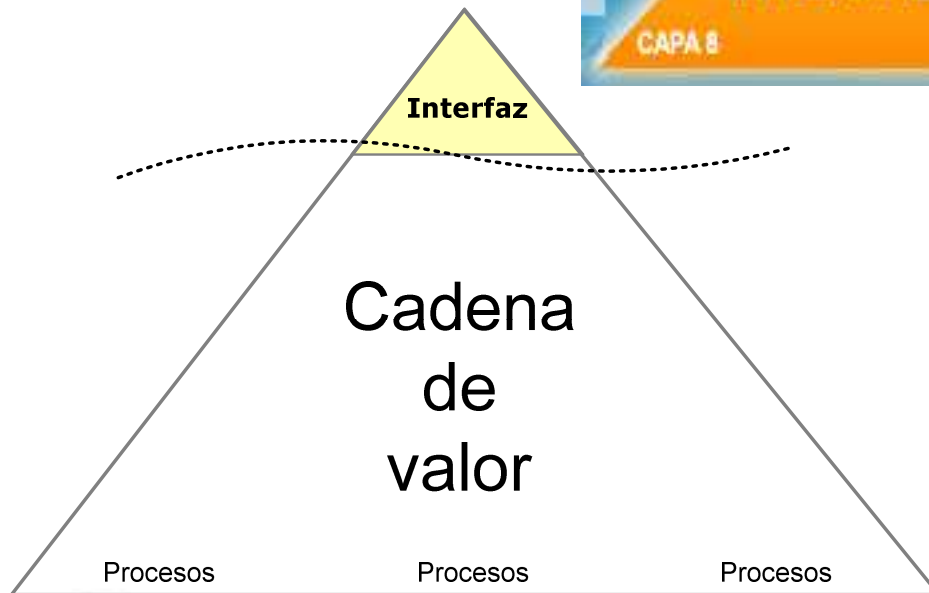 CAPA 8
Interfaz
Cadena
de
valor
Procesos Procesos Procesos